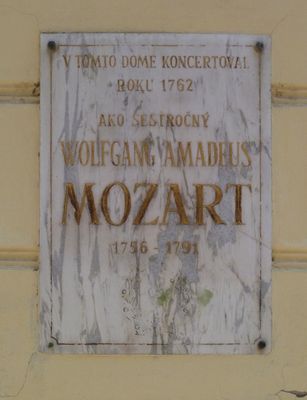 V TOMTO DOME KONCERTOVAL
ROKU 1762
AKO ŠESŤROČNÝ
WOLFGANG AMADEUS
MOZART
1756 - 1791